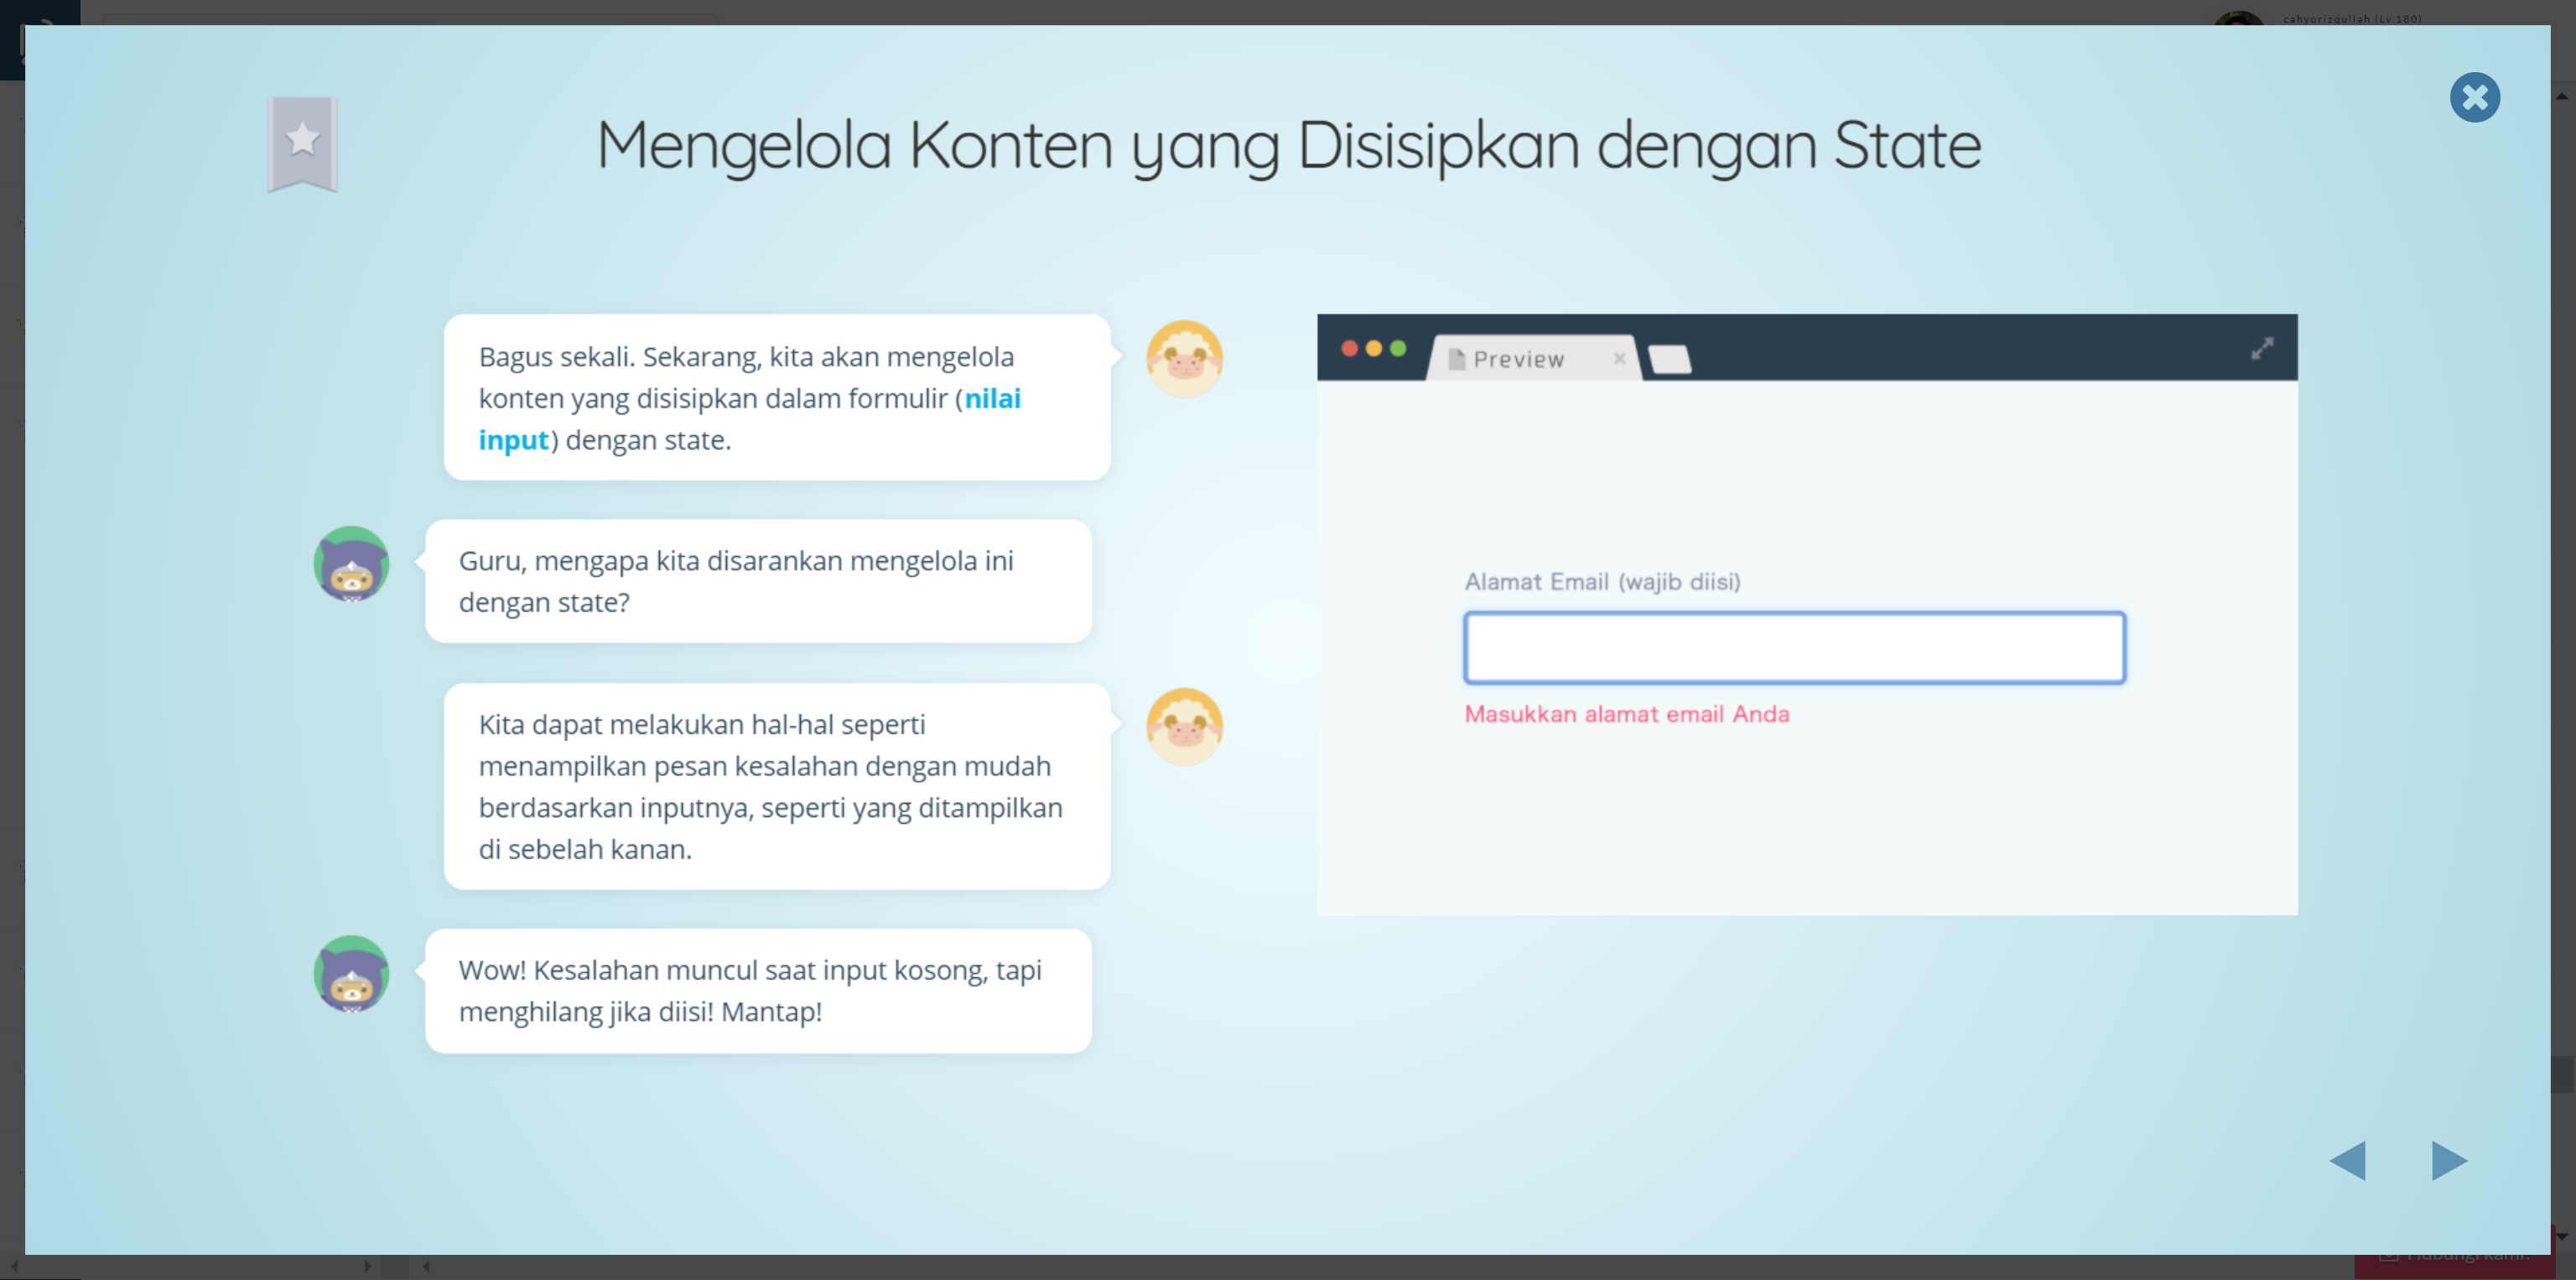 cahyorizqullah (Lv.180)
Mengelola Konten yang Disisipkan dengan State
Bagus sekali. Sekarang, kita akan mengelola
konten yang disisipkan dalam formulir (nilai
input) dengan state.
Guru, mengapa kita disarankan mengelola ini
dengan state?
Kita dapat melakukan hal-hal seperti
menampilkan pesan kesalahan dengan mudah
berdasarkan inputnya, seperti yang ditampilkan
di sebelah kanan.
Wow! Kesalahan muncul saat input kosong, tapi
menghilang jika diisi! Mantap!
Preview
Alamat Email (wajib diisi)
Masukkan alamat email Anda
Hubungi kami